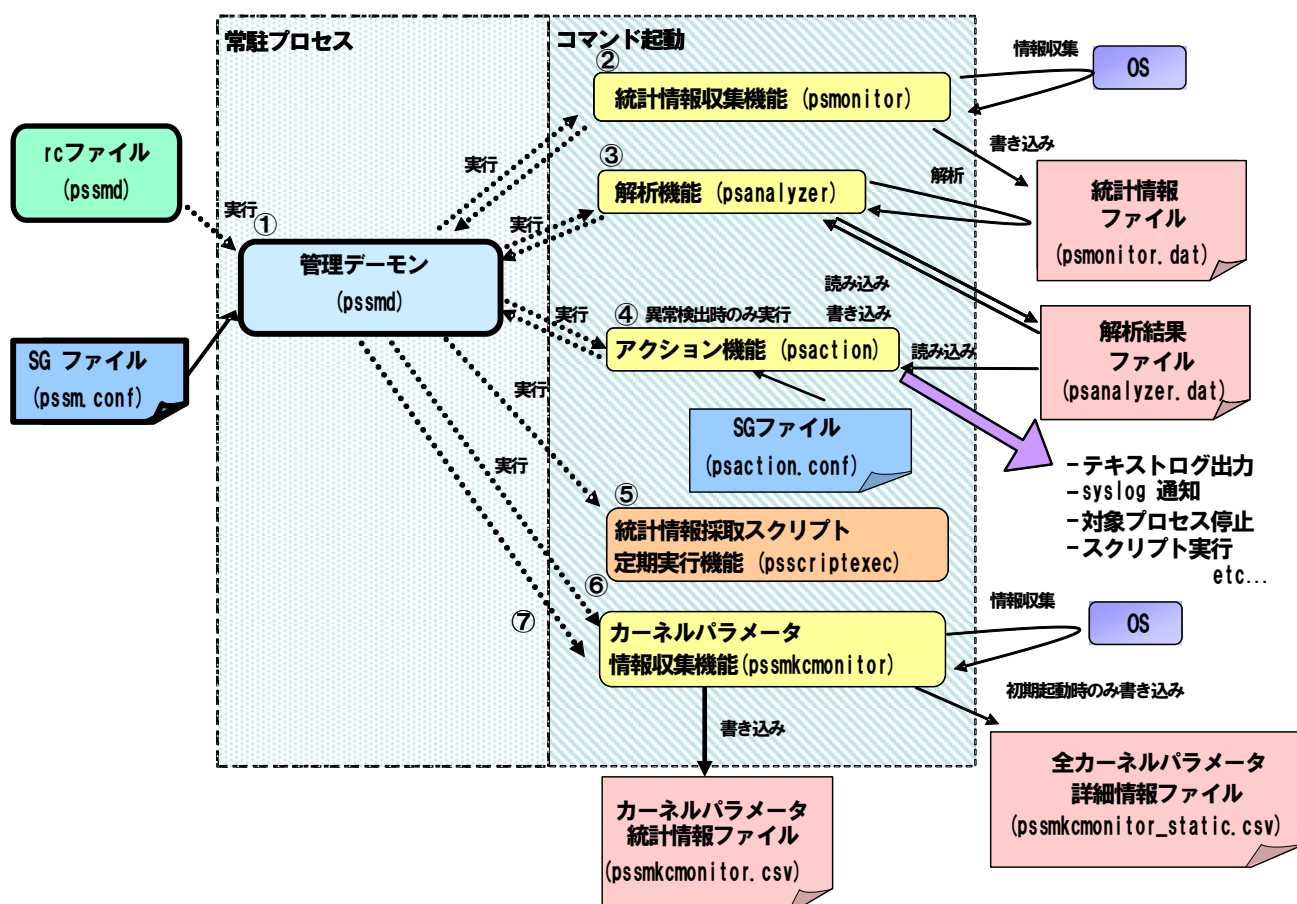 常駐プロセス
コマンド起動
①
②
統計情報収集機能 (psmonitor)
情報収集
OS
rcファイル
(pssmd)
実行
実行
書き込み
③
解析機能 (psanalyzer)
解析
統計情報
ファイル
(psmonitor.dat)
実行
管理デーモン
(pssmd)
読み込み
書き込み
④ 異常検出時のみ実行
実行
アクション機能 (psaction)
読み込み
解析結果
ファイル
(psanalyzer.dat)
SG ファイル
(pssm.conf)
実行
SGファイル
(psaction.conf)
-テキストログ出力
-syslog 通知
-対象プロセス停止
-スクリプト実行
etc...
実行
⑤
統計情報採取スクリプト
定期実行機能 (psscriptexec)
⑥
⑦
カーネルパラメータ
情報収集機能(pssmkcmonitor)
情報収集
OS
初期起動時のみ書き込み
書き込み
全カーネルパラメータ
詳細情報ファイル
(pssmkcmonitor_static.csv)
カーネルパラメータ
統計情報ファイル
(pssmkcmonitor.csv)